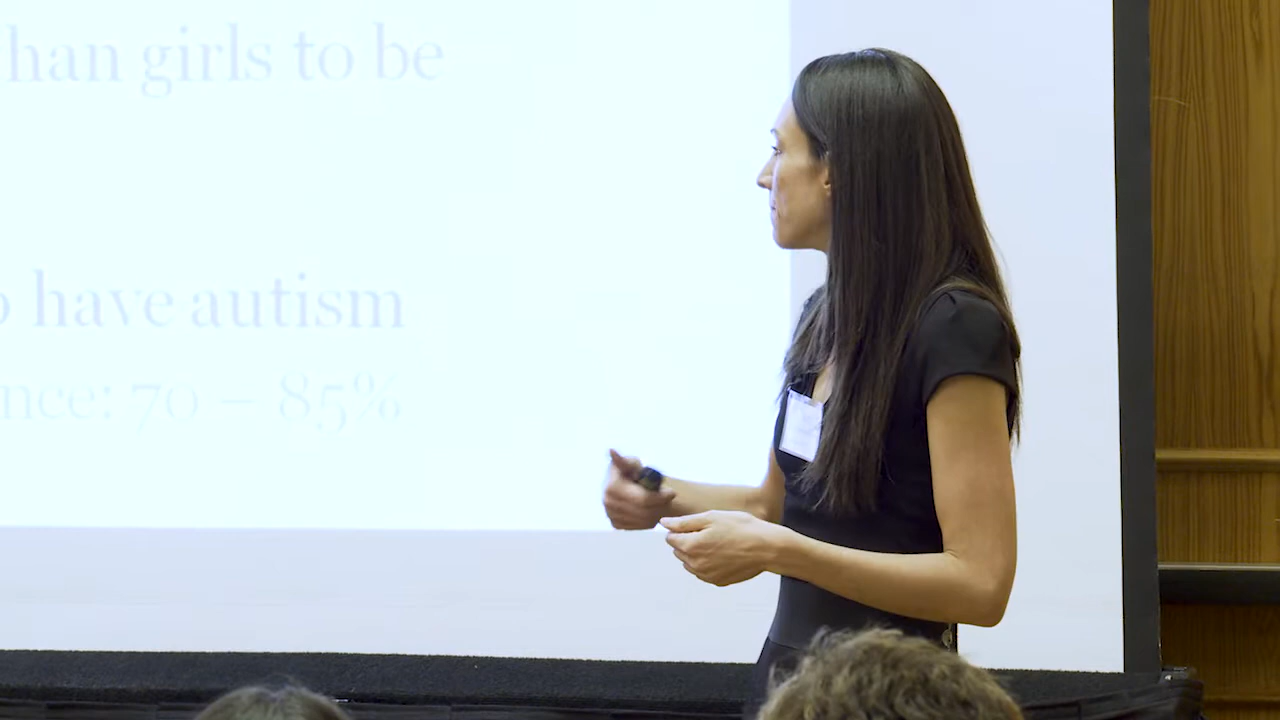 han girls to be
have autism
nce: 70 – 85%